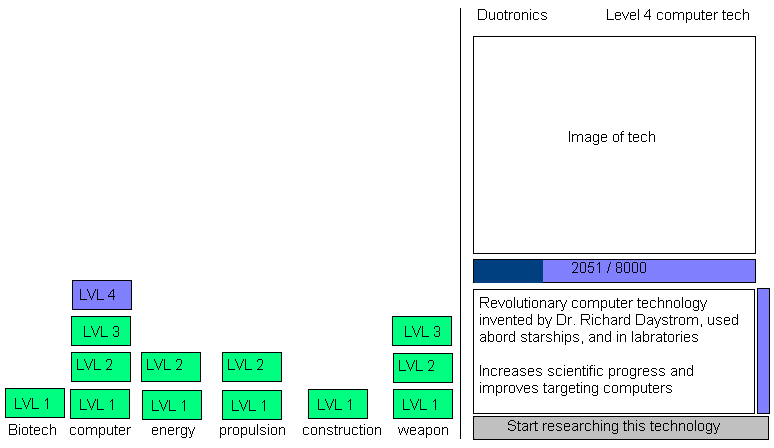 Duotronics Level 4 computer tech
Image of tech
2051 / 8000
Revolutionary computer technology
invented by Dr. Richard Daystrom, used
abord starships, and in labratories
Increases scientific progress and
improves targeting computers
Start researching this technology
LVL 4
LVL 3 LVL 3
LVL 2 LVL 2 LVL 2 LVL 2
LVL 1 LVL 1 LVL 1 LVL 1 LVL 1 LVL 1
Biotech computer energy propulsion construction weapon